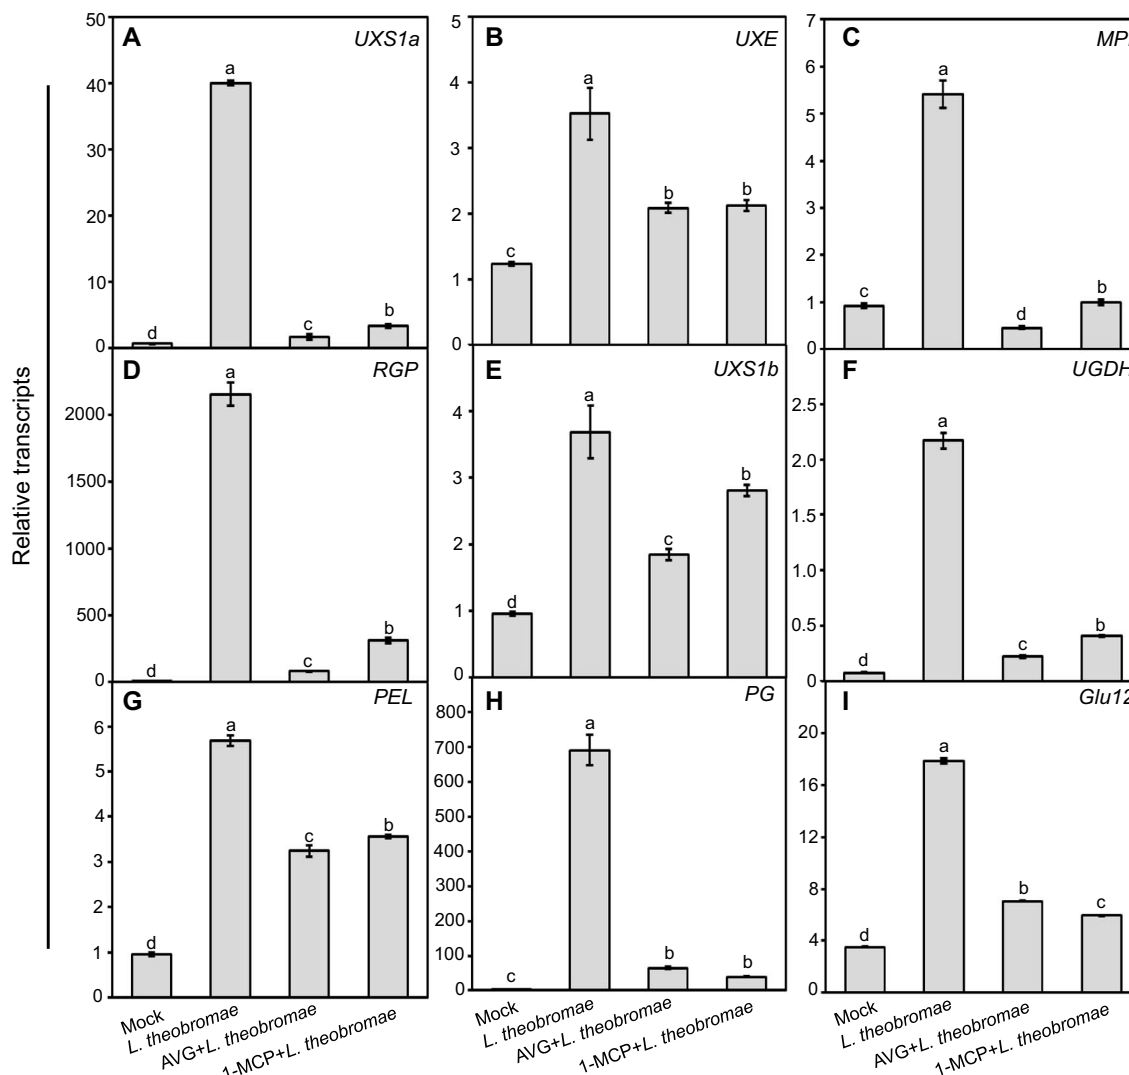 Relative transcripts
A
UXS1a
50
40
30
20
10
0
d
a
c
b
B
UXE
5
4
3
2
1
0
c
a
b
b
C
7
6
5
4
3
2
1
0
c
a
d
b
D
RGP
2000
1500
1000
500
0
d
a
c
b
E
UXS1b
4
3
2
1
0
d
a
c
b
F
UGDH
2.5
2.0
1.5
1.0
0.5
0
d
a
c
b
G
PEL
6
5
4
3
2
1
0
d
a
c
b
H
PG
800
700
600
500
400
300
200
100
0
c
a
b
b
I
Glu12
20
16
12
8
4
0
d
a
b
c
Mock
L. theobromae
AVG+L. theobromae
1-MCP+L. theobromae
Mock
L. theobromae
AVG+L. theobromae
1-MCP+L. theobromae
Mock
L. theobromae
AVG+L. theobromae
1-MCP+L. theobromae